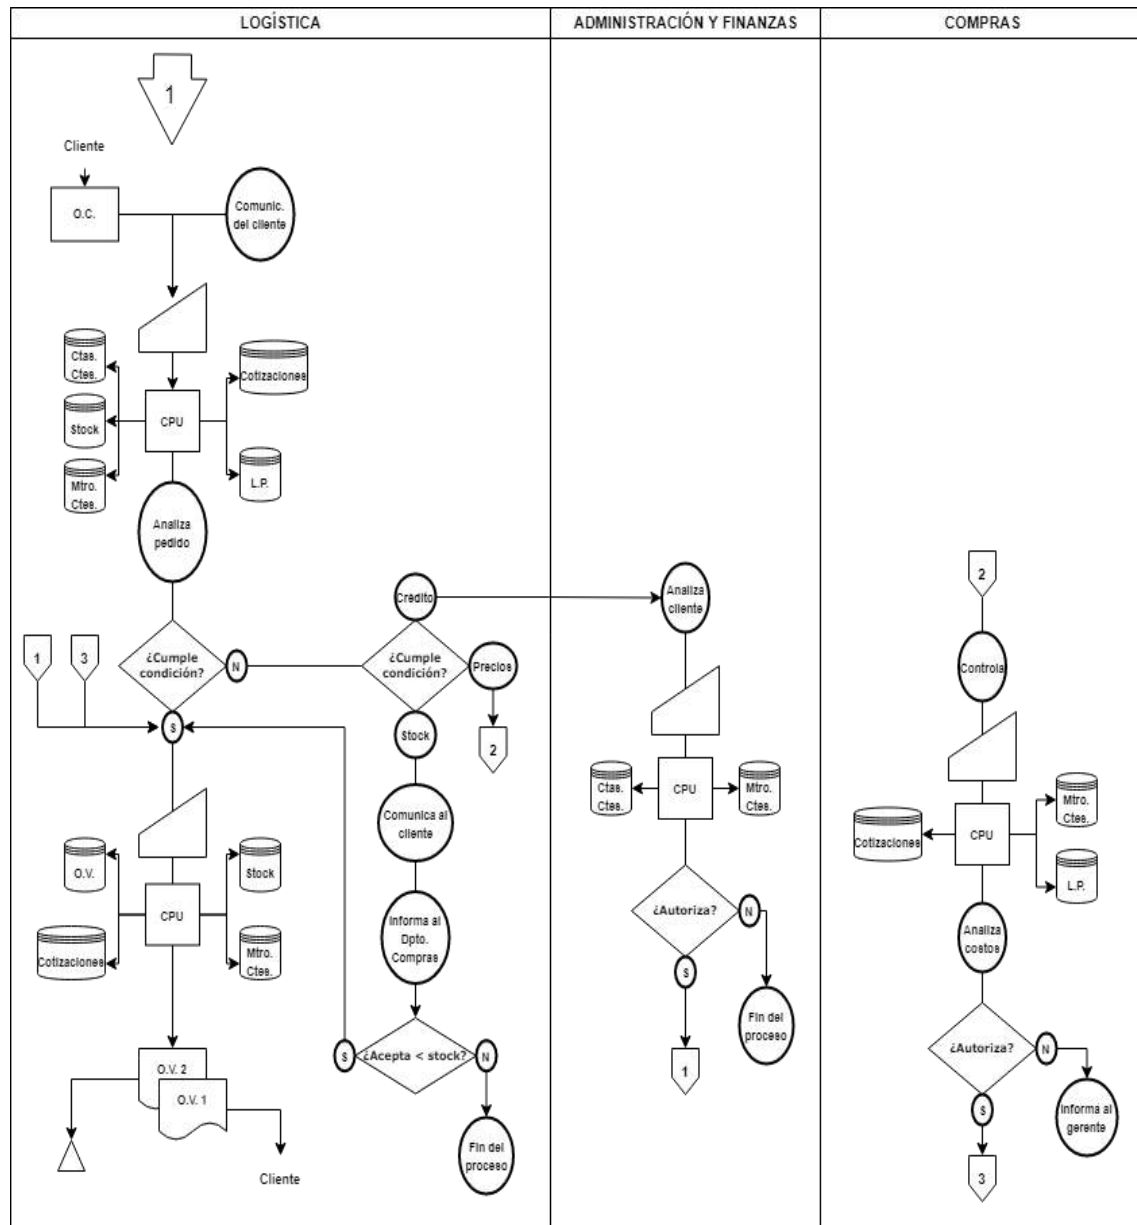 LOGÍSTICA
ADMINISTRACIÓN Y FINANZAS
COMPRAS
1
Cliente
O.C.
Comunic.
del cliente
Ctas.
Ctes.
Cotizaciones
CPU
Stock
Mtro.
Ctes.
L.P.
Analiza
pedido
1
3
¿Cumple
condición?
N
S
Crédito
¿Cumple
condición?
Precios
2
Stock
Comunica al
cliente
Informa al
Dpto.
Compras
¿Acepta < stock?
S
N
Fin del
proceso
O.V.
Stock
CPU
Cotizaciones
Mtro.
Ctes.
O.V. 2
O.V. 1
Cliente
Analiza
cliente
Ctas.
Ctes.
CPU
Mtro.
Ctes.
¿Autoriza?
N
S
Fin del
proceso
1
2
Controla
Cotizaciones
CPU
Mtro.
Ctes.
L.P.
Analiza
costos
¿Autoriza?
N
S
Informa al
gerente
3